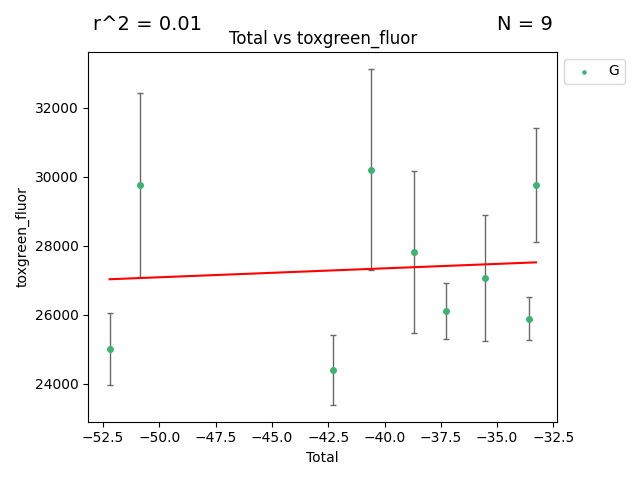 r^2 = 0.01
N = 9
Total vs toxgreen_fluor
G
32000
30000
28000
26000
24000
toxgreen_fluor
−52.5
−50.0
−47.5
−45.0
−42.5
−40.0
−37.5
−35.0
−32.5
Total